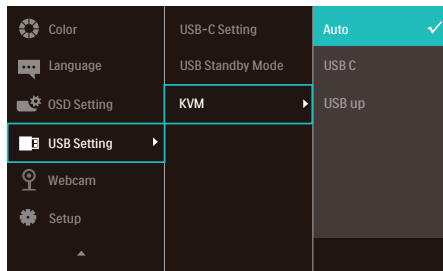 Color
Language
OSD Setting
USB Setting
Webcam
Setup
USB-C Setting
USB Standby Mode
KVM
Auto
USB C
USB up